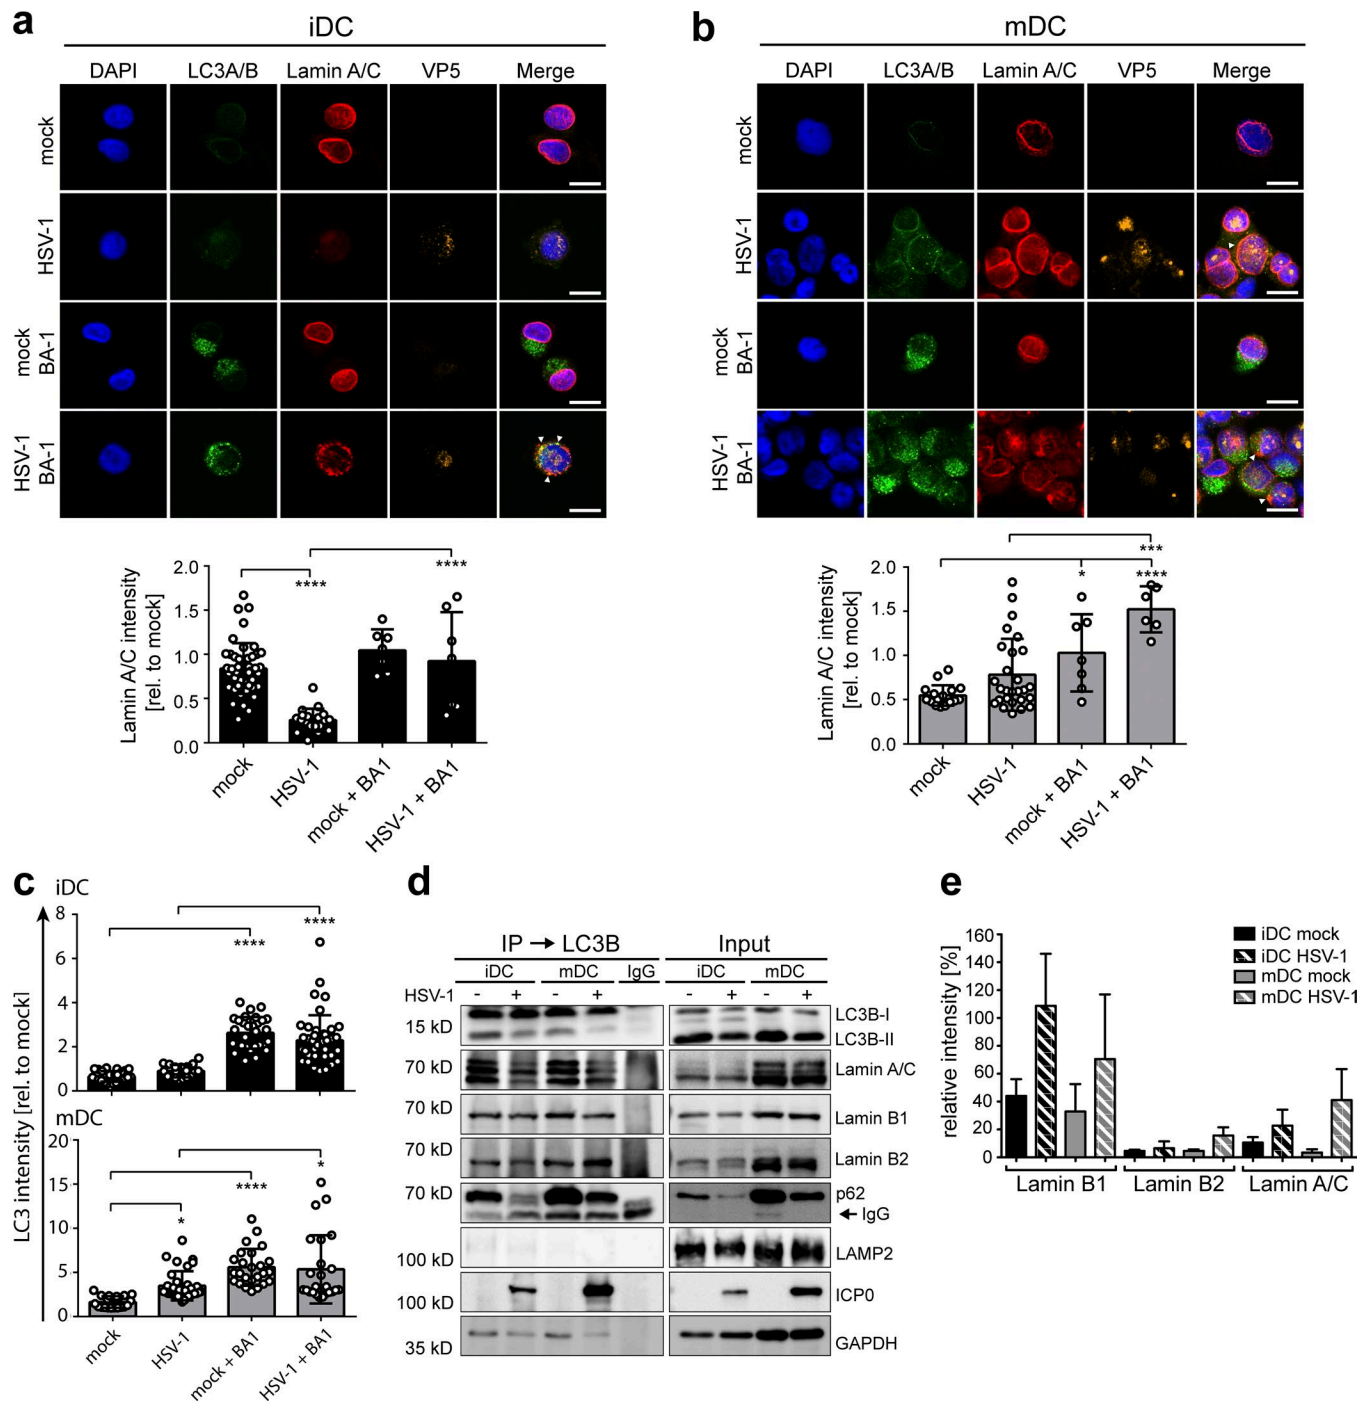 a
iDC
DAPI LC3A/B Lamin A/C VP5 Merge
mock
HSV-1
mock
BA-1
HSV-1
BA-1
Lamin A/C intensity
[rel. to mock]
2.0
1.5
1.0
0.5
0.0
****
****
mock
HSV-1
mock + BA1
HSV-1 + BA1
b
mDC
DAPI LC3A/B Lamin A/C VP5 Merge
mock
HSV-1
mock
BA-1
HSV-1
BA-1
Lamin A/C intensity
[rel. to mock]
2.0
1.5
1.0
0.5
0.0
***
* ****
mock
HSV-1
mock + BA1
HSV-1 + BA1
c
LC3 intensity [rel. to mock]
iDC
8
6
4
2
0
****
****
mDC
20
15
10
5
0
*
****
*
mock
HSV-1
mock + BA1
HSV-1 + BA1
d
IP → LC3B Input
iDC mDC IgG iDC mDC
HSV-1 - + - + - + - +
15 kD LC3B-I
LC3B-II
70 kD Lamin A/C
70 kD Lamin B1
70 kD Lamin B2
70 kD p62
← IgG
100 kD LAMP2
100 kD ICP0
35 kD GAPDH
e
relative intensity [%]
160
140
120
100
80
60
40
20
0
iDC mock
iDC HSV-1
mDC mock
mDC HSV-1
Lamin B1 Lamin B2 Lamin A/C